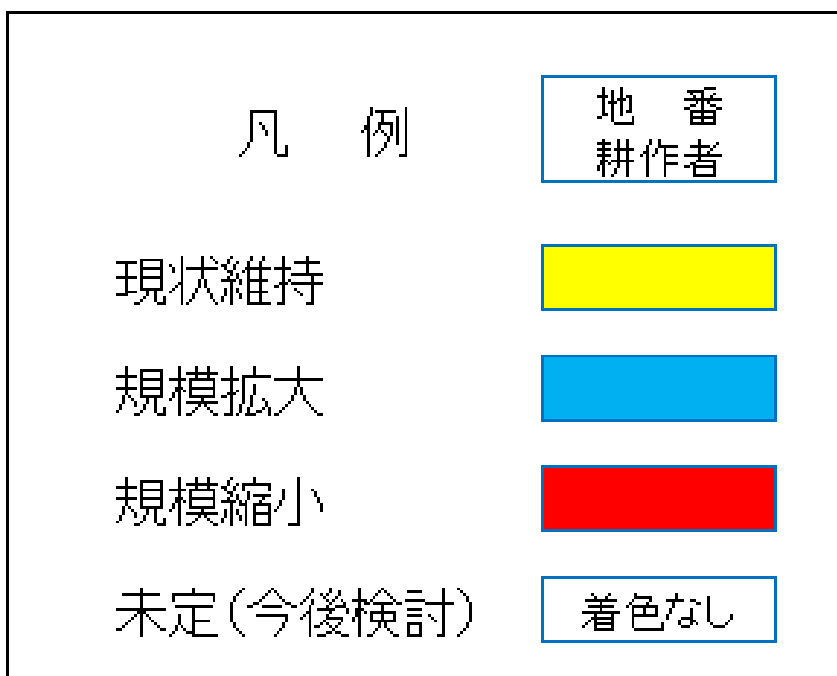 凡　例
地　番
耕作者
現状維持
規模拡大
規模縮小
未定(今後検討)
着色なし